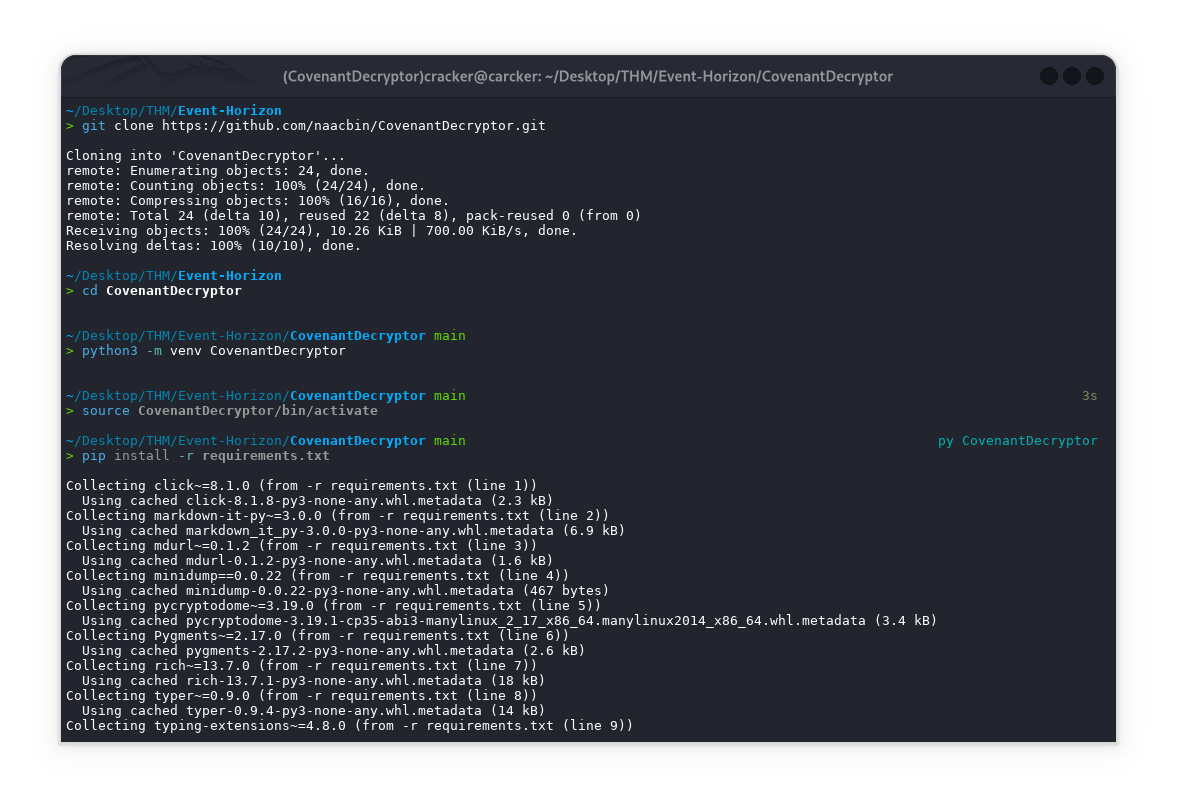 (CovenantDecryptor)cracker@carcker: ~/Desktop/THM/Event-Horizon/CovenantDecryptor
~/Desktop/THM/Event-Horizon
> git clone https://github.com/naacbin/CovenantDecryptor.git
Cloning into 'CovenantDecryptor'...
remote: Enumerating objects: 24, done.
remote: Counting objects: 100% (24/24), done.
remote: Compressing objects: 100% (16/16), done.
remote: Total 24 (delta 10), reused 22 (delta 8), pack-reused 0 (from 0)
Receiving objects: 100% (24/24), 10.26 KiB | 700.00 KiB/s, done.
Resolving deltas: 100% (10/10), done.
~/Desktop/THM/Event-Horizon
> cd CovenantDecryptor
~/Desktop/THM/Event-Horizon/CovenantDecryptor main
> python3 -m venv CovenantDecryptor
~/Desktop/THM/Event-Horizon/CovenantDecryptor main 3s
> source CovenantDecryptor/bin/activate
~/Desktop/THM/Event-Horizon/CovenantDecryptor main py CovenantDecryptor
> pip install -r requirements.txt
Collecting click~=8.1.0 (from -r requirements.txt (line 1))
Using cached click-8.1.8-py3-none-any.whl.metadata (2.3 kB)
Collecting markdown-it-py~=3.0.0 (from -r requirements.txt (line 2))
Using cached markdown_it_py-3.0.0-py3-none-any.whl.metadata (6.9 kB)
Collecting mdurl~=0.1.2 (from -r requirements.txt (line 3))
Using cached mdurl-0.1.2-py3-none-any.whl.metadata (1.6 kB)
Collecting minidump==0.0.22 (from -r requirements.txt (line 4))
Using cached minidump-0.0.22-py3-none-any.whl.metadata (467 bytes)
Collecting pycryptodome~=3.19.0 (from -r requirements.txt (line 5))
Using cached pycryptodome-3.19.1-cp35-abi3-manylinux_2_17_x86_64.manylinux2014_x86_64.whl.metadata (3.4 kB)
Collecting Pygments~=2.17.0 (from -r requirements.txt (line 6))
Using cached pygments-2.17.2-py3-none-any.whl.metadata (2.6 kB)
Collecting rich~=13.7.0 (from -r requirements.txt (line 7))
Using cached rich-13.7.1-py3-none-any.whl.metadata (18 kB)
Collecting typer~=0.9.0 (from -r requirements.txt (line 8))
Using cached typer-0.9.4-py3-none-any.whl.metadata (14 kB)
Collecting typing-extensions~=4.8.0 (from -r requirements.txt (line 9))